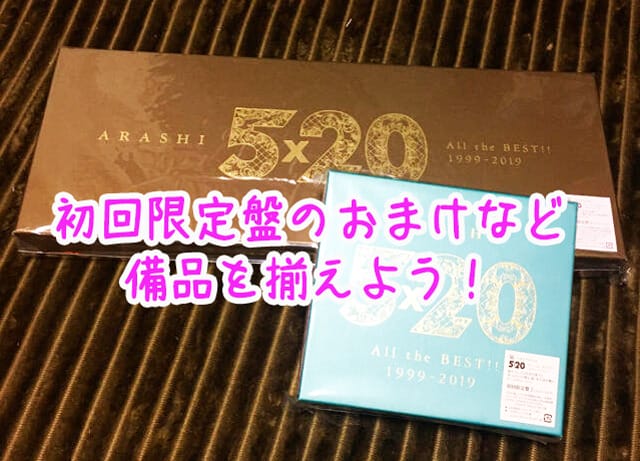 ARASHI
5x20
All the BEST!!
1999-2019
初回限定盤のおまけなど
備品を揃えよう！
H
5x20
All the BEST!!
1999-2019
5x20